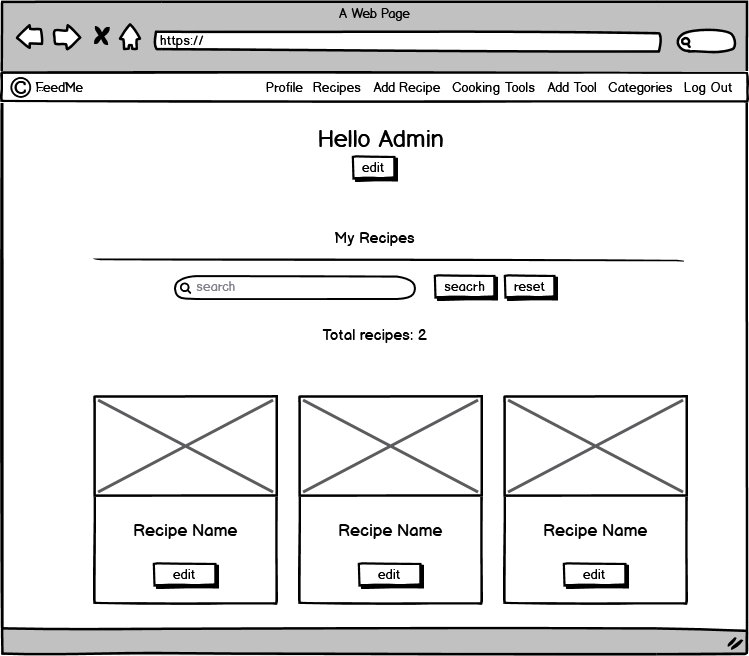 A Web Page
https://
© FeedMe Profile Recipes Add Recipe Cooking Tools Add Tool Categories Log Out
Hello Admin
edit
My Recipes
search seacrh reset
Total recipes: 2
Recipe Name Recipe Name Recipe Name
edit edit edit